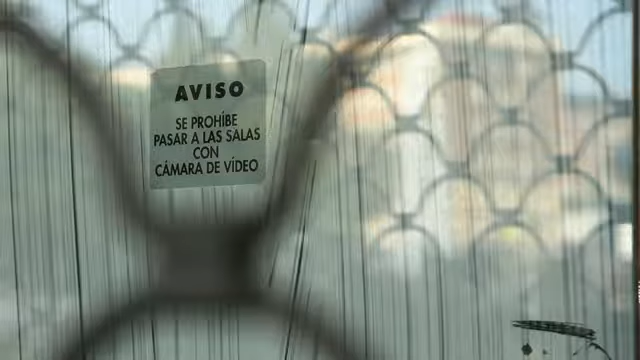 AVISO
SE PROHÍBE
PASAR A LAS SALAS
CON
CÁMARA DE VÍDEO